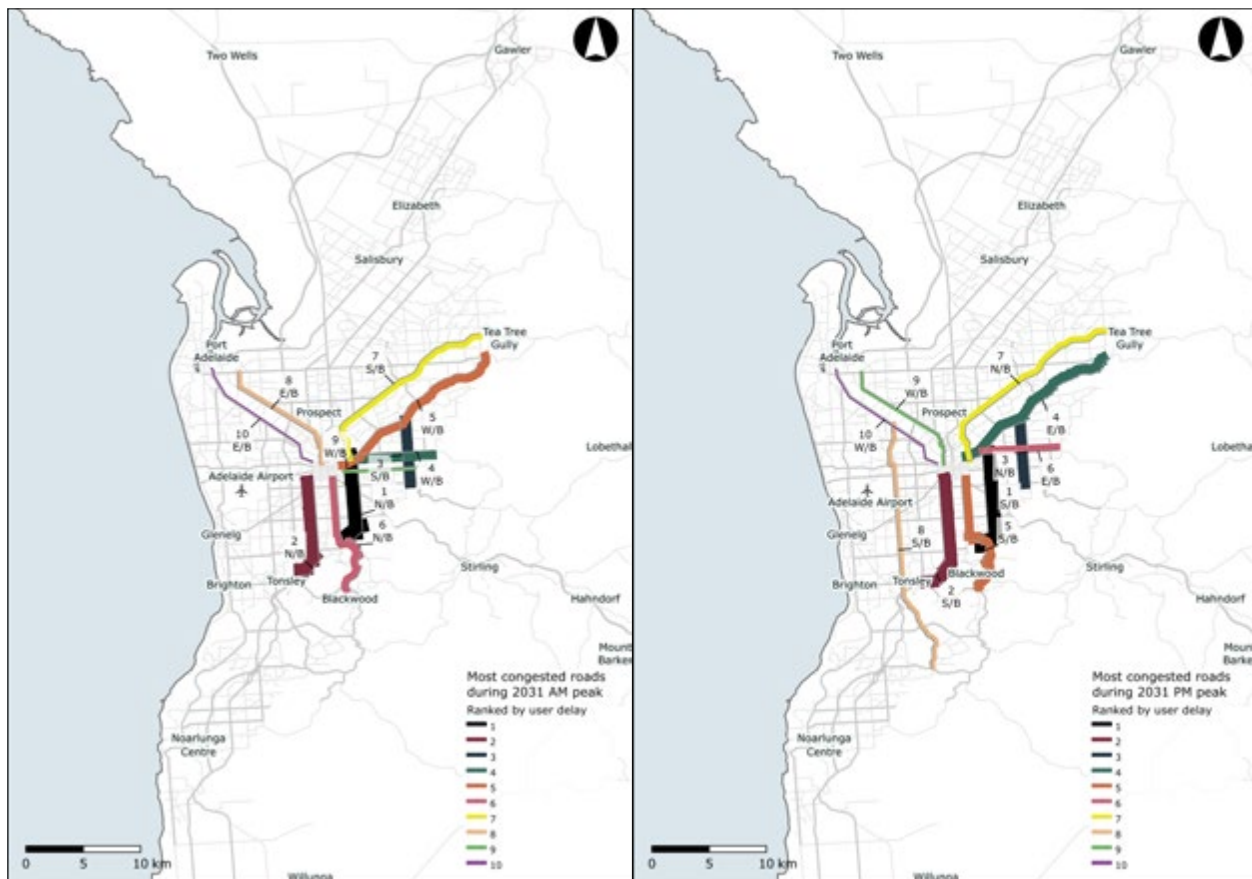 Two Wells
Gawler
Elizabeth
Salisbury
Port
Adelaide
Tea Tree
Gully
7
S/B
8
E/B
Prospect
5
W/B
10
E/B
9
W/B
Lobethal
3
S/B
4
W/B
Adelaide Airport
1
N/B
6
N/B
Glenelg
2
N/B
Stirling
Brighton
Tonsley
Blackwood
Hahndorf
Mount
Barke
Most congested roads
during 2031 AM peak
Ranked by user delay
1
2
3
4
5
6
7
8
9
10
Noarlunga
Centre
0 5 10 km
Willunga
Two Wells
Gawler
Elizabeth
Salisbury
Port
Adelaide
Tea Tree
Gully
7
N/B
9
W/B
Prospect
4
E/B
10
W/B
Lobethal
3
N/B
6
E/B
Adelaide Airport
1
S/B
Glenelg
8
S/B
5
S/B
Stirling
Brighton
Tonsley
Blackwood
2
S/B
Hahndorf
Mount
Barke
Most congested roads
during 2031 PM peak
Ranked by user delay
1
2
3
4
5
6
7
8
9
10
Noarlunga
Centre
0 5 10 km
Willunga